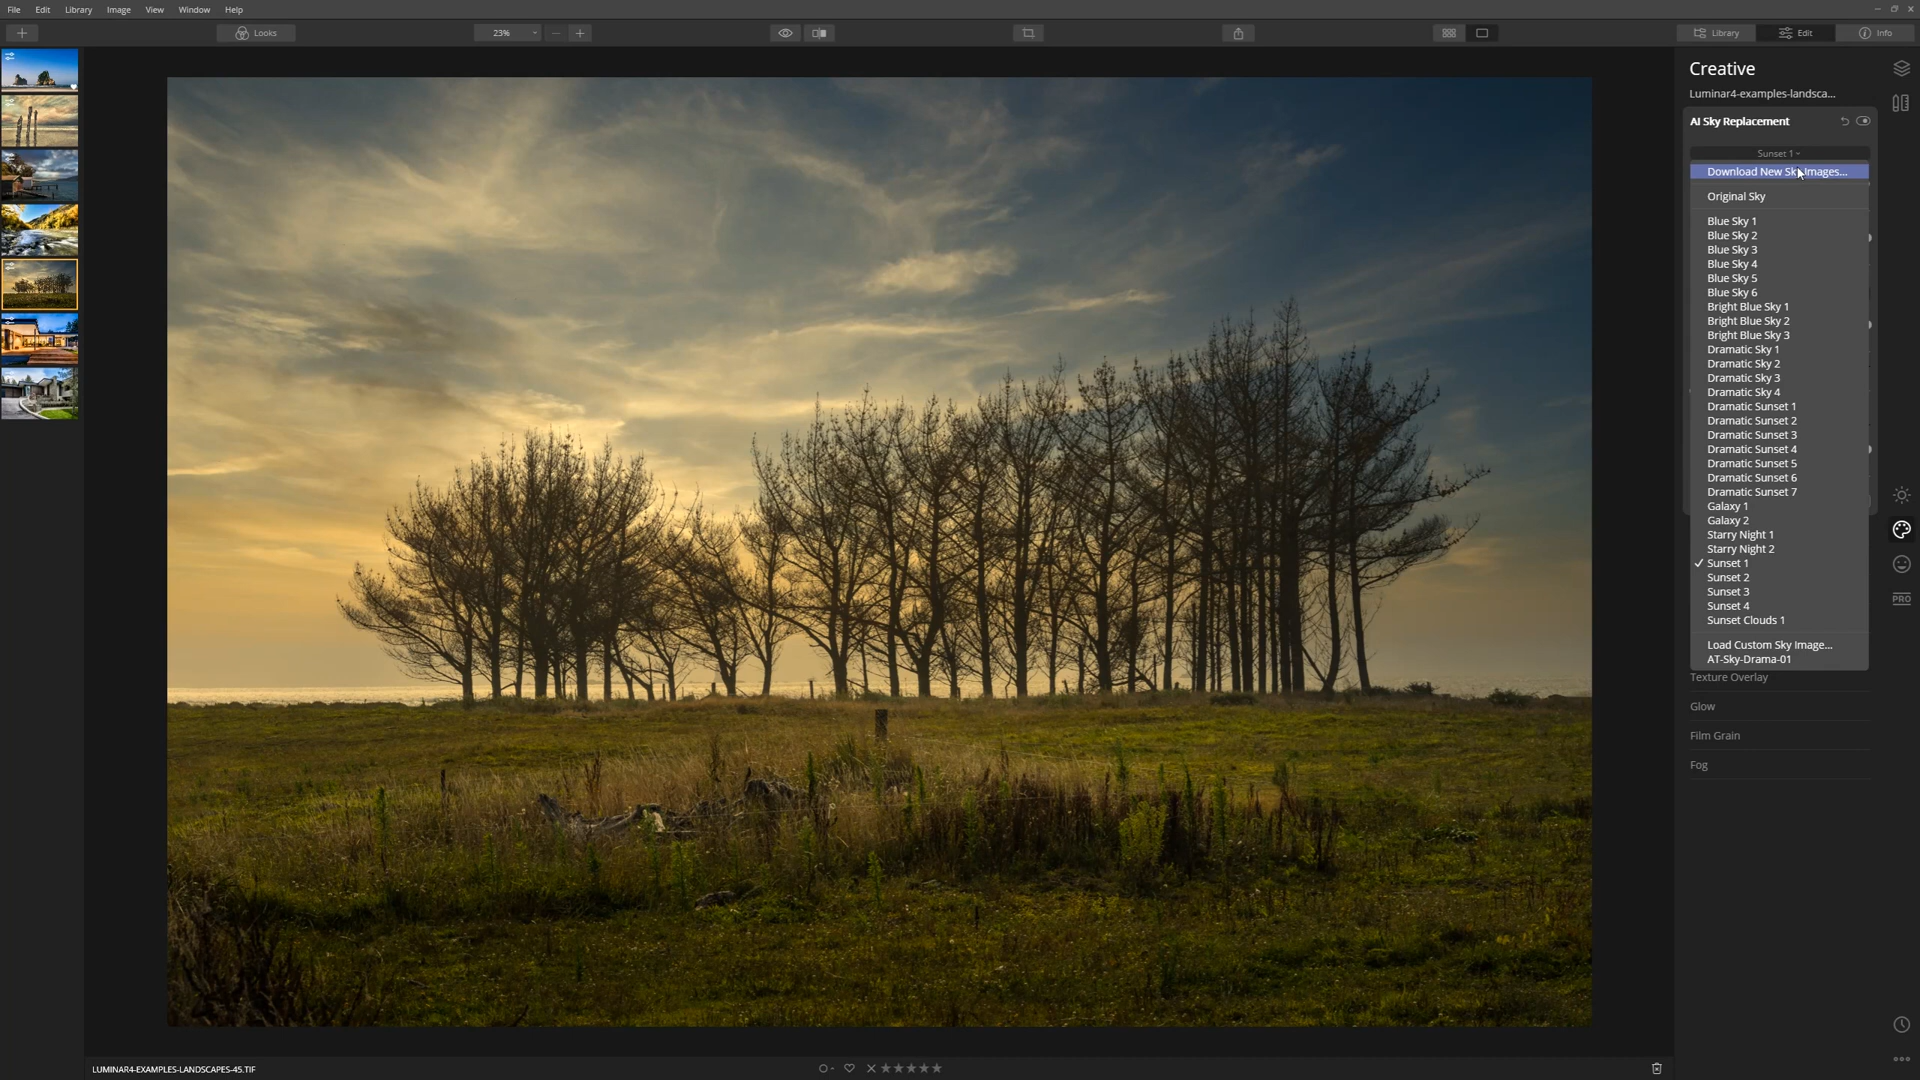 File Edit Library Image View Window Help
Looks
23%
Library
Edit
Info
Creative
Luminar4-examples-landsca...
AI Sky Replacement
Sunset 1
Download New Sky Images...
Original Sky
Blue Sky 1
Blue Sky 2
Blue Sky 3
Blue Sky 4
Blue Sky 5
Blue Sky 6
Bright Blue Sky 1
Bright Blue Sky 2
Bright Blue Sky 3
Dramatic Sky 1
Dramatic Sky 2
Dramatic Sky 3
Dramatic Sky 4
Dramatic Sunset 1
Dramatic Sunset 2
Dramatic Sunset 3
Dramatic Sunset 4
Dramatic Sunset 5
Dramatic Sunset 6
Dramatic Sunset 7
Galaxy 1
Galaxy 2
Starry Night 1
Starry Night 2
Sunset 1
Sunset 2
Sunset 3
Sunset 4
Sunset Clouds 1
Load Custom Sky Image...
AT-Sky-Drama-01
Texture Overlay
Glow
Film Grain
Fog
PRO
LUMINAR4-EXAMPLES-LANDSCAPES-45.TIF